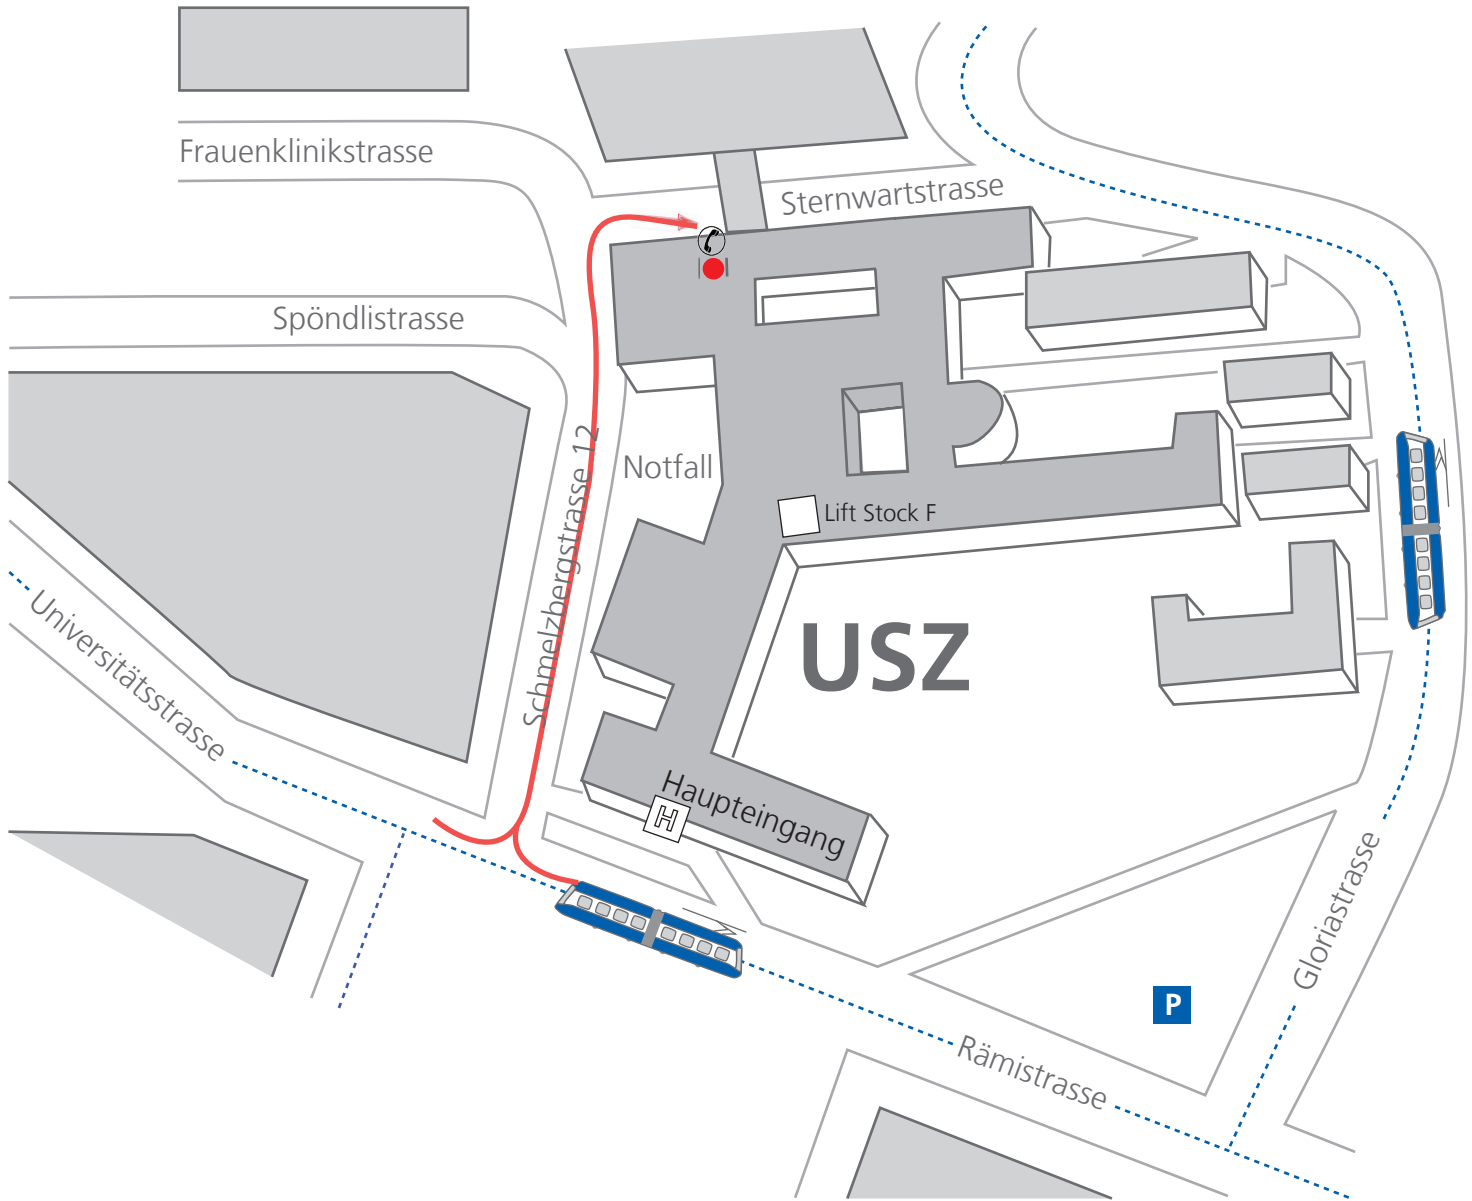 Frauenklinikstrasse
Sternwartstrasse
Spöndlistrasse
Schmelzbergstrasse 12
Notfall
Lift Stock F
Universitätsstrasse
USZ
Haupteingang
H
Gloriastrasse
P
Rämistrasse